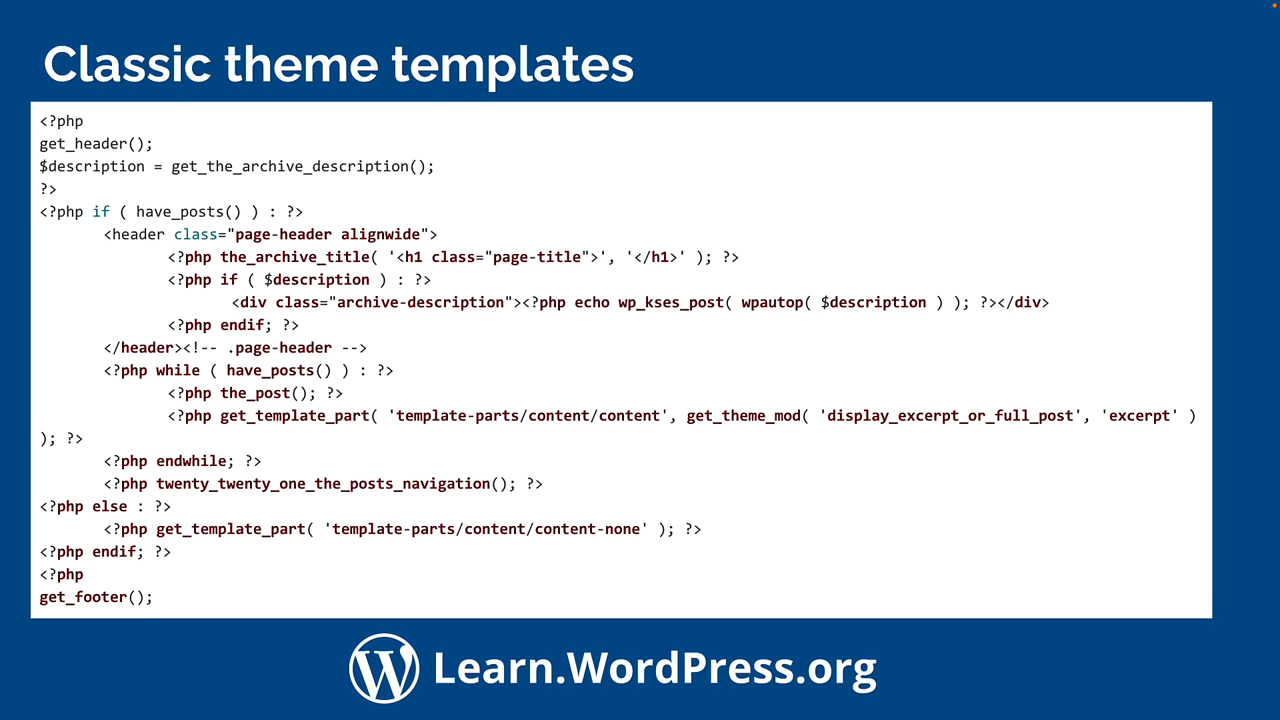 Classic theme templates
<?php
get_header();
$description = get_the_archive_description();
?>
<?php if ( have_posts() ) : ?>
<header class="page-header alignwide">
<?php the_archive_title( '<h1 class="page-title">', '</h1>' ); ?>
<?php if ( $description ) : ?>
<div class="archive-description"><?php echo wp_kses_post( wpautop( $description ) ); ?></div>
<?php endif; ?>
</header><!-- .page-header -->
<?php while ( have_posts() ) : ?>
<?php the_post(); ?>
<?php get_template_part( 'template-parts/content/content', get_theme_mod( 'display_excerpt_or_full_post', 'excerpt' )
); ?>
<?php endwhile; ?>
<?php twenty_twenty_one_the_posts_navigation(); ?>
<?php else : ?>
<?php get_template_part( 'template-parts/content/content-none' ); ?>
<?php endif; ?>
<?php
get_footer();
Learn.WordPress.org